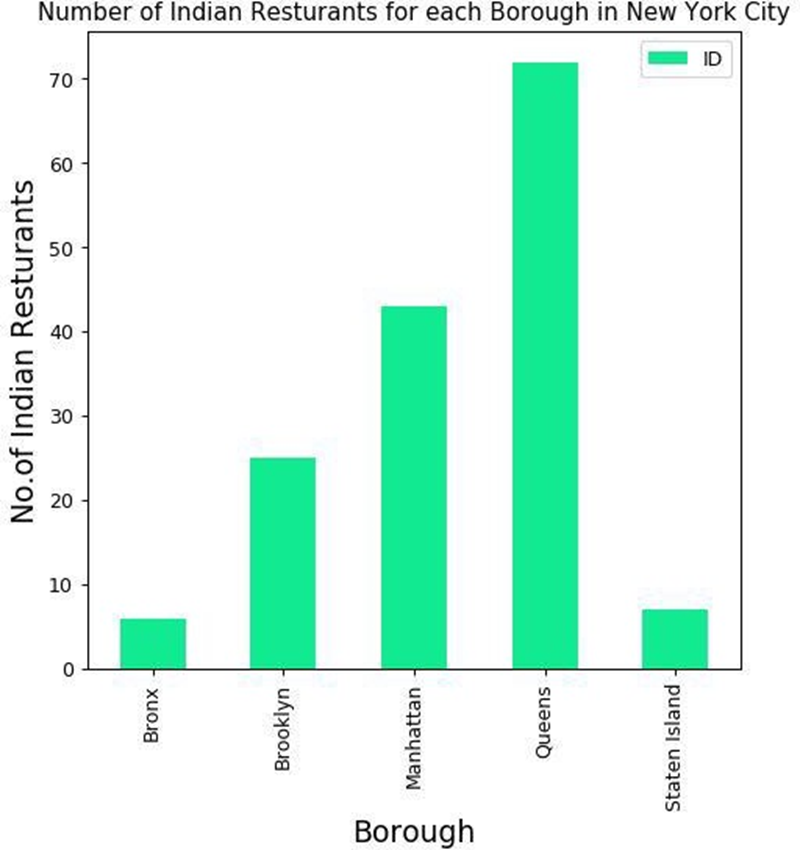 Number of Indian Resturants for each Borough in New York City
ID
No.of Indian Resturants
70
60
50
40
30
20
10
0
Bronx
Brooklyn
Manhattan
Queens
Staten Island
Borough